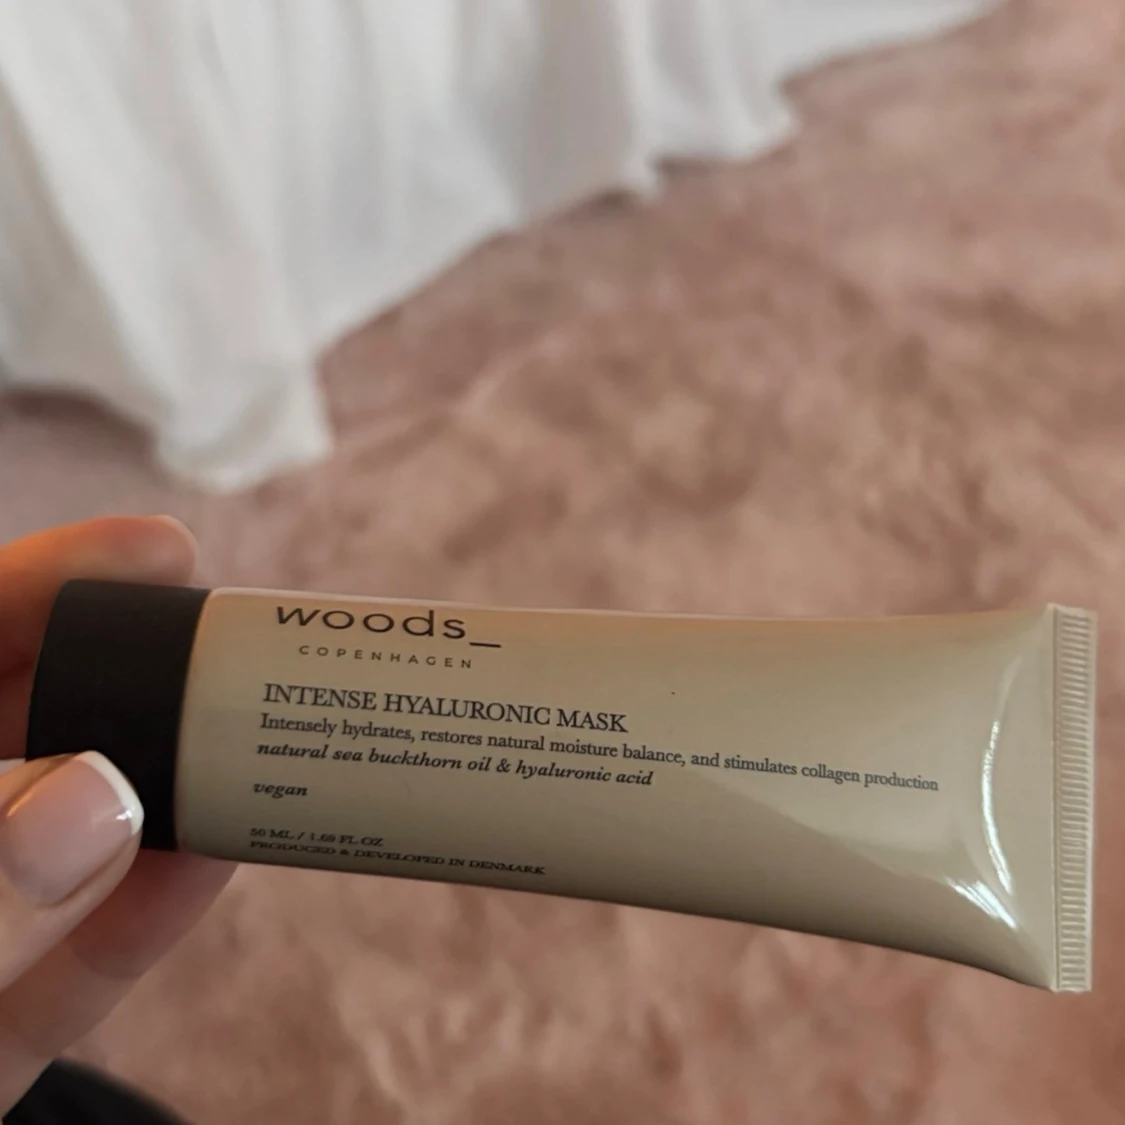 woods_
COPENHAGEN
INTENSE HYALURONIC MASK
Intensely hydrates, restores natural moisture balance, and stimulates collagen production
natural sea buckthorn oil & hyaluronic acid
vegan
50 ML / 1.69 FL OZ
PRODUCED & DEVELOPED IN DENMARK